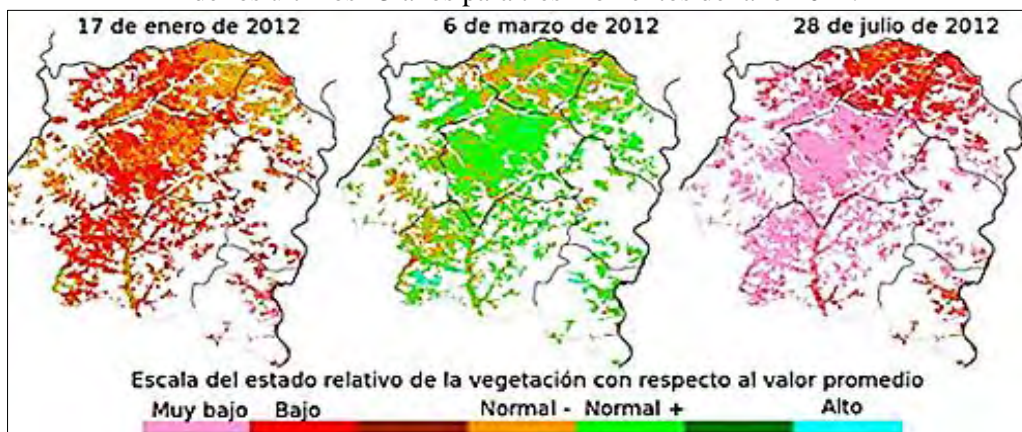 17 de enero de 2012 6 de marzo de 2012 28 de julio de 2012
Escala del estado relativo de la vegetación con respecto al valor promedio
Muy bajo Bajo Normal - Normal + Alto